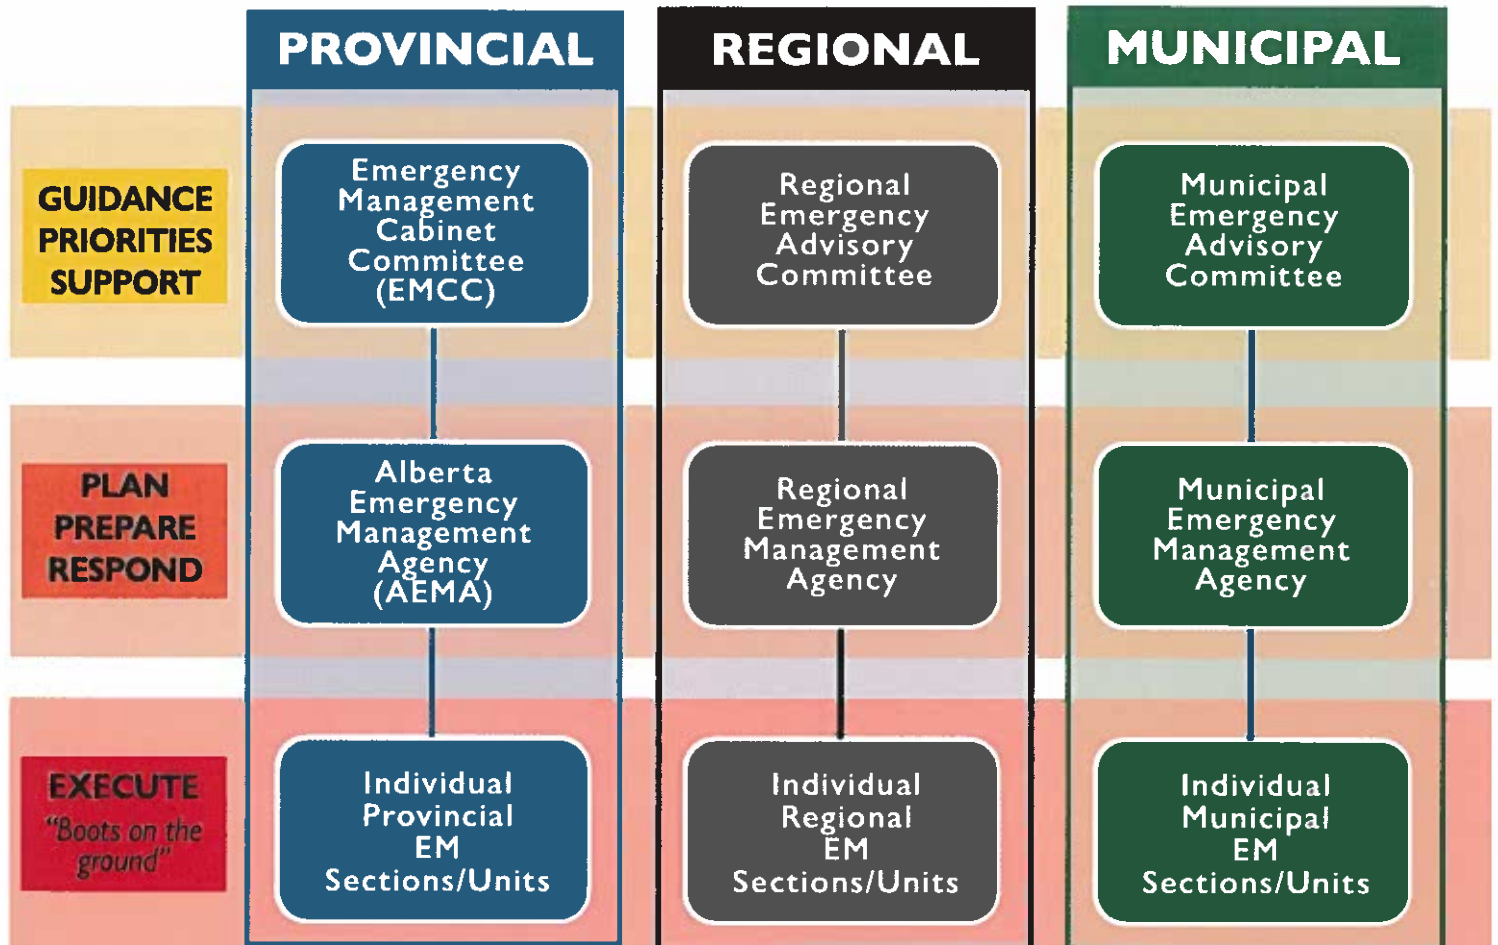 PROVINCIAL
REGIONAL
MUNICIPAL
GUIDANCE
PRIORITIES
SUPPORT
Emergency
Management
Cabinet
Committee
(EMCC)
Regional
Emergency
Advisory
Committee
Municipal
Emergency
Advisory
Committee
PLAN
PREPARE
RESPOND
Alberta
Emergency
Management
Agency
(AEMA)
Regional
Emergency
Management
Agency
Municipal
Emergency
Management
Agency
EXECUTE
"Boots on the
ground"
Individual
Provincial
EM
Sections/Units
Individual
Regional
EM
Sections/Units
Individual
Municipal
EM
Sections/Units